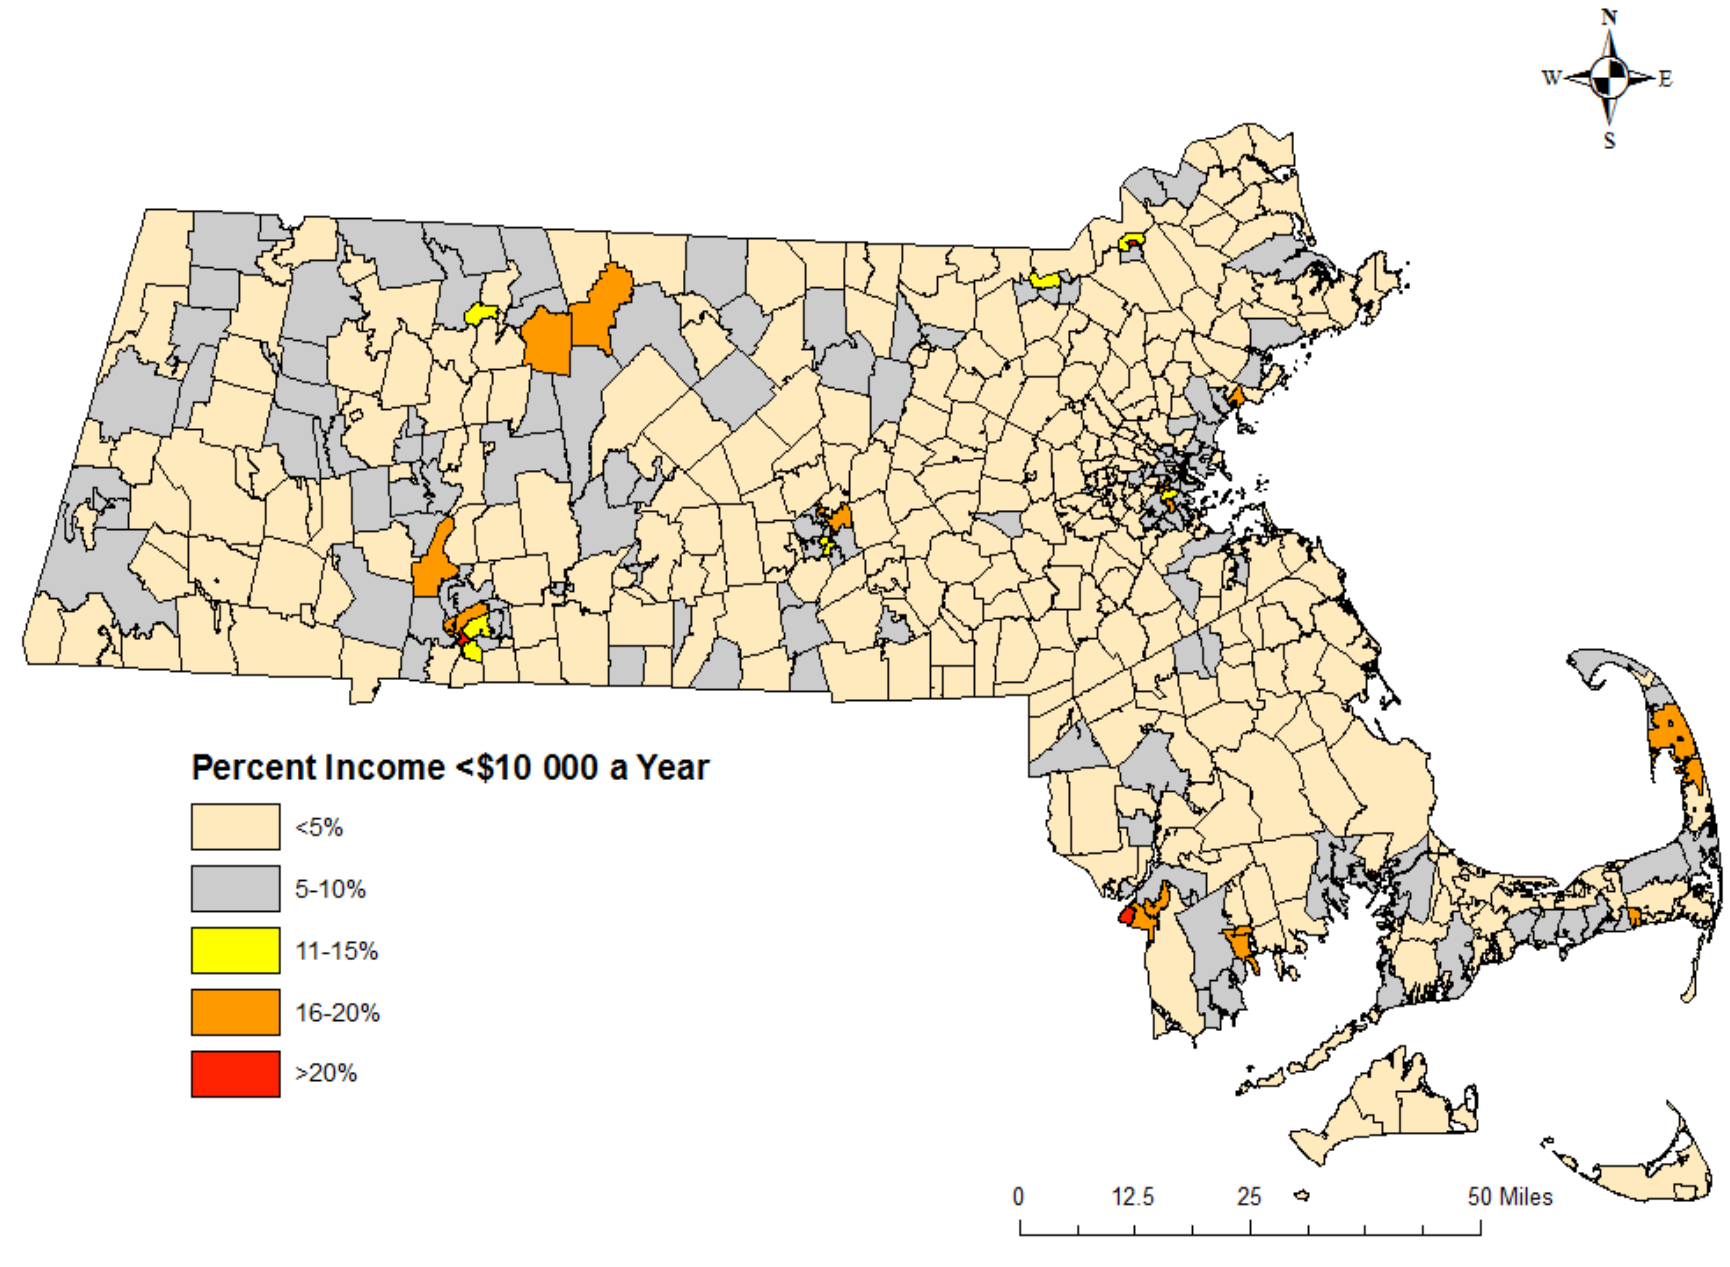 N
W E
S
Percent Income <$10 000 a Year
<5%
5-10%
11-15%
16-20%
>20%
0 12.5 25 50 Miles